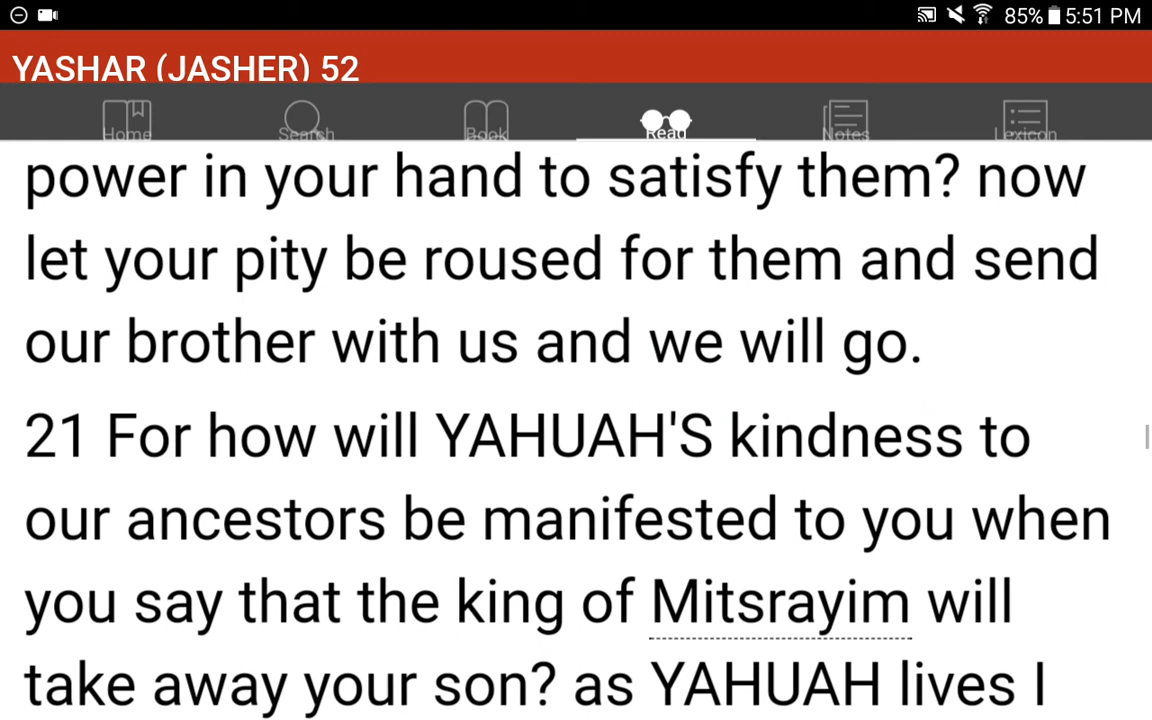 85% 5:51 PM
YASHAR (JASHER) 52
Home Search Book Read Notes Lexicon
power in your hand to satisfy them? now
let your pity be roused for them and send
our brother with us and we will go.
21 For how will YAHUAH'S kindness to
our ancestors be manifested to you when
you say that the king of Mitsrayim will
take away your son? as YAHUAH lives I